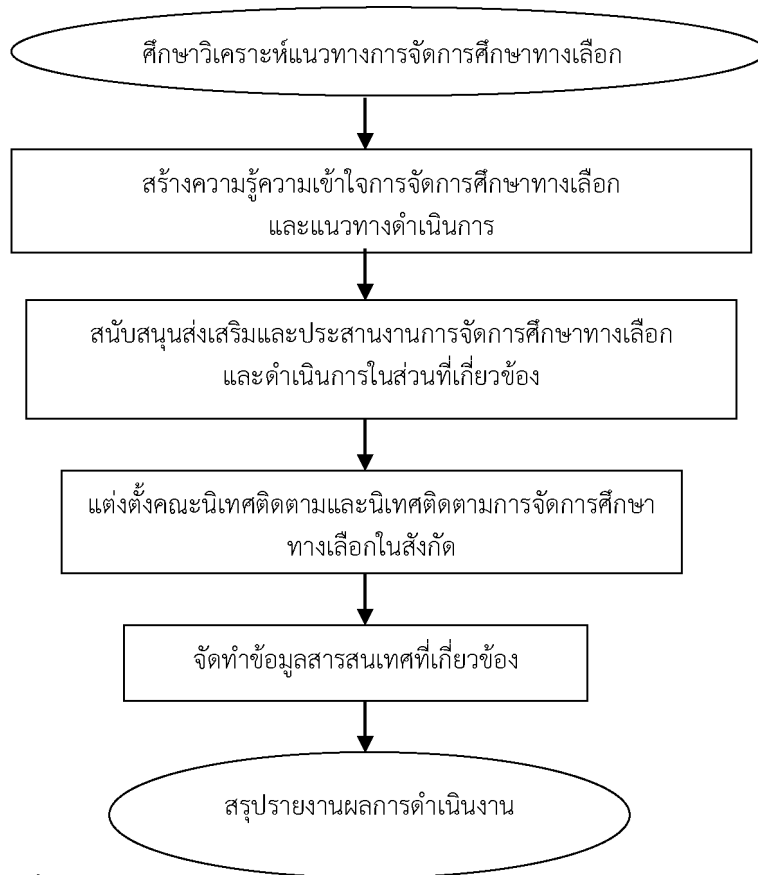 ศึกษาวิเคราะห์แนวทางการจัดการศึกษาทางเลือก
สร้างความรู้ความเข้าใจการจัดการศึกษาทางเลือก
และแนวทางดำเนินการ
สนับสนุนส่งเสริมและประสานงานการจัดการศึกษาทางเลือก
และดำเนินการในส่วนที่เกี่ยวข้อง
แต่งตั้งคณะนิเทศติดตามและนิเทศติดตามการจัดการศึกษา
ทางเลือกในสังกัด
จัดทำข้อมูลสารสนเทศที่เกี่ยวข้อง
สรุปรายงานผลการดำเนินงาน